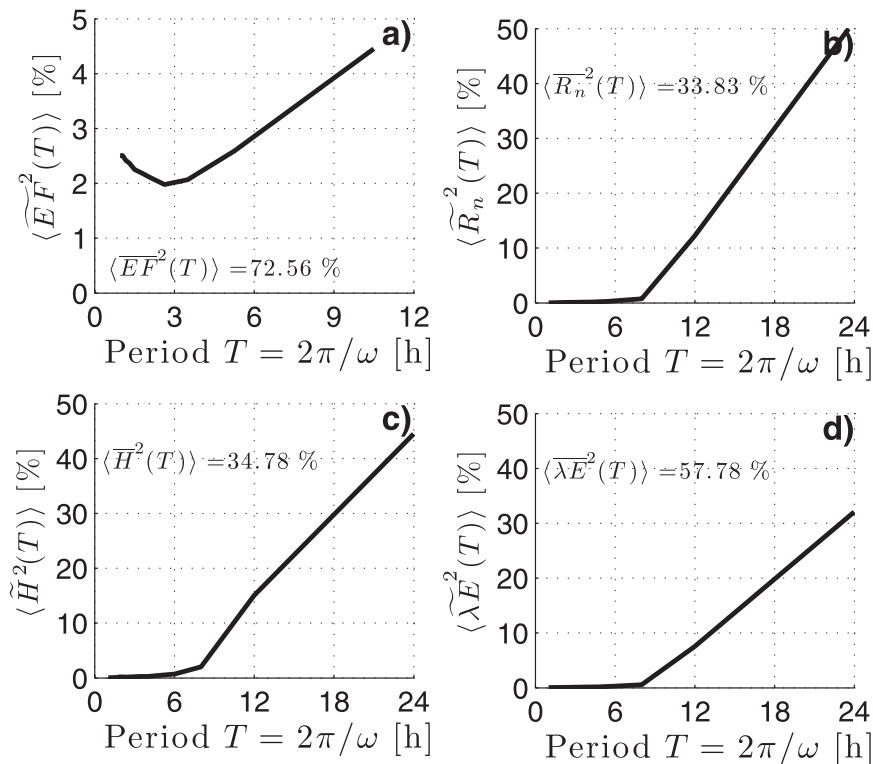 a)
5
4
3
2
1
0
⟨\widetilde{EF}^2(T)⟩ [%]
⟨\overline{EF}^2(T)⟩ =72.56 %
0 3 6 9 12
Period T = 2π/ω [h]
b)
50
40
30
20
10
0
⟨\widetilde{R_n}^2(T)⟩ [%]
⟨\overline{R_n}^2(T)⟩ =33.83 %
0 6 12 18 24
Period T = 2π/ω [h]
c)
50
40
30
20
10
0
⟨\widetilde{H}^2(T)⟩ [%]
⟨\overline{H}^2(T)⟩ =34.78 %
0 6 12 18 24
Period T = 2π/ω [h]
d)
50
40
30
20
10
0
⟨\widetilde{λE}^2(T)⟩ [%]
⟨\overline{λE}^2(T)⟩ =57.78 %
0 6 12 18 24
Period T = 2π/ω [h]